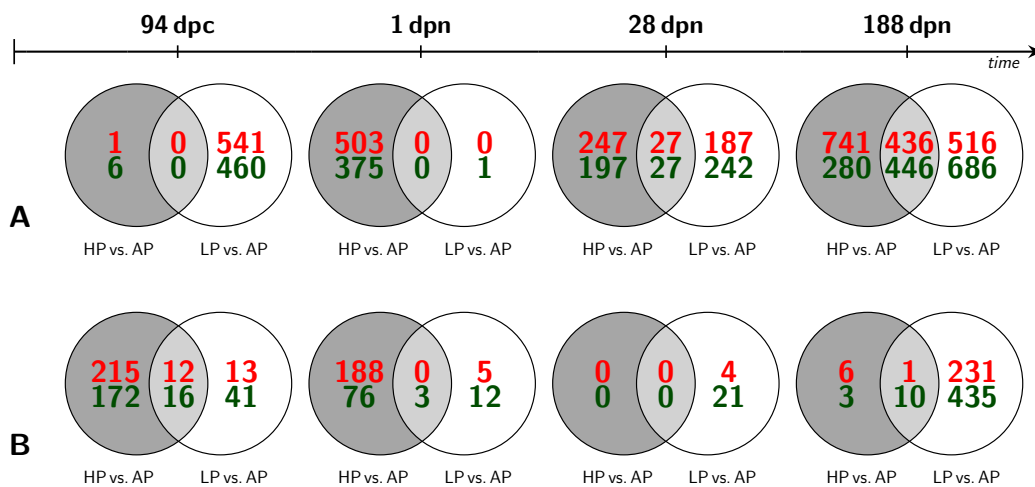 94 dpc 1 dpn 28 dpn 188 dpn
time
1 0 541 503 0 0 247 27 187 741 436 516
6 0 460 375 0 1 197 27 242 280 446 686
A
HP vs. AP LP vs. AP HP vs. AP LP vs. AP HP vs. AP LP vs. AP HP vs. AP LP vs. AP
215 12 13 188 0 5 0 0 4 6 1 231
172 16 41 76 3 12 0 0 21 3 10 435
B
HP vs. AP LP vs. AP HP vs. AP LP vs. AP HP vs. AP LP vs. AP HP vs. AP LP vs. AP